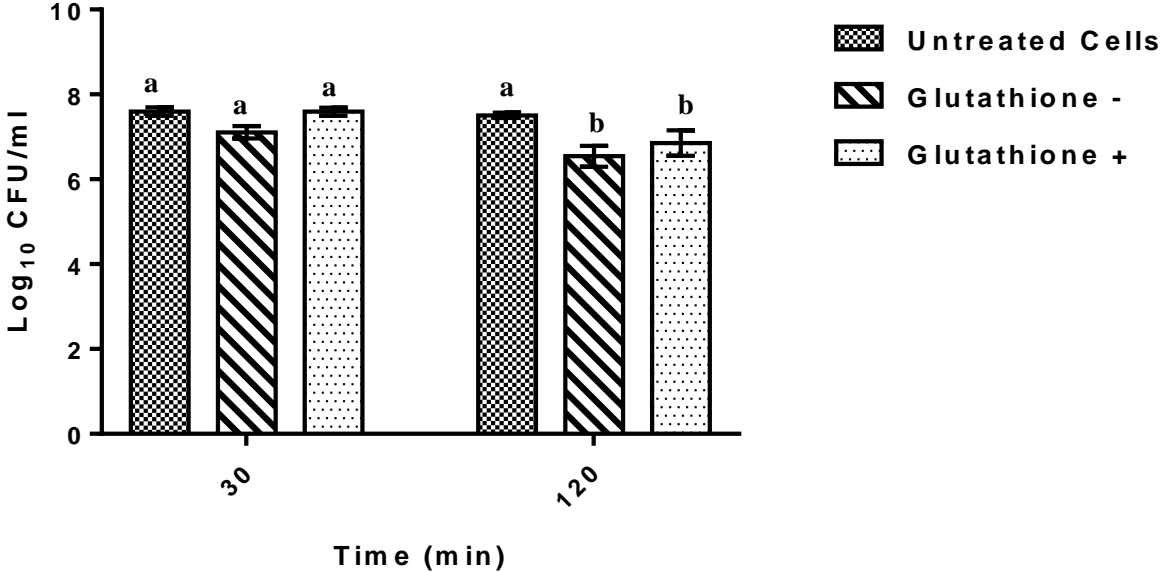 10
8
6
4
2
0
Log10 CFU/ml
a
a
a
a
b
b
30
120
Time (min)
Untreated Cells
Glutathione -
Glutathione +